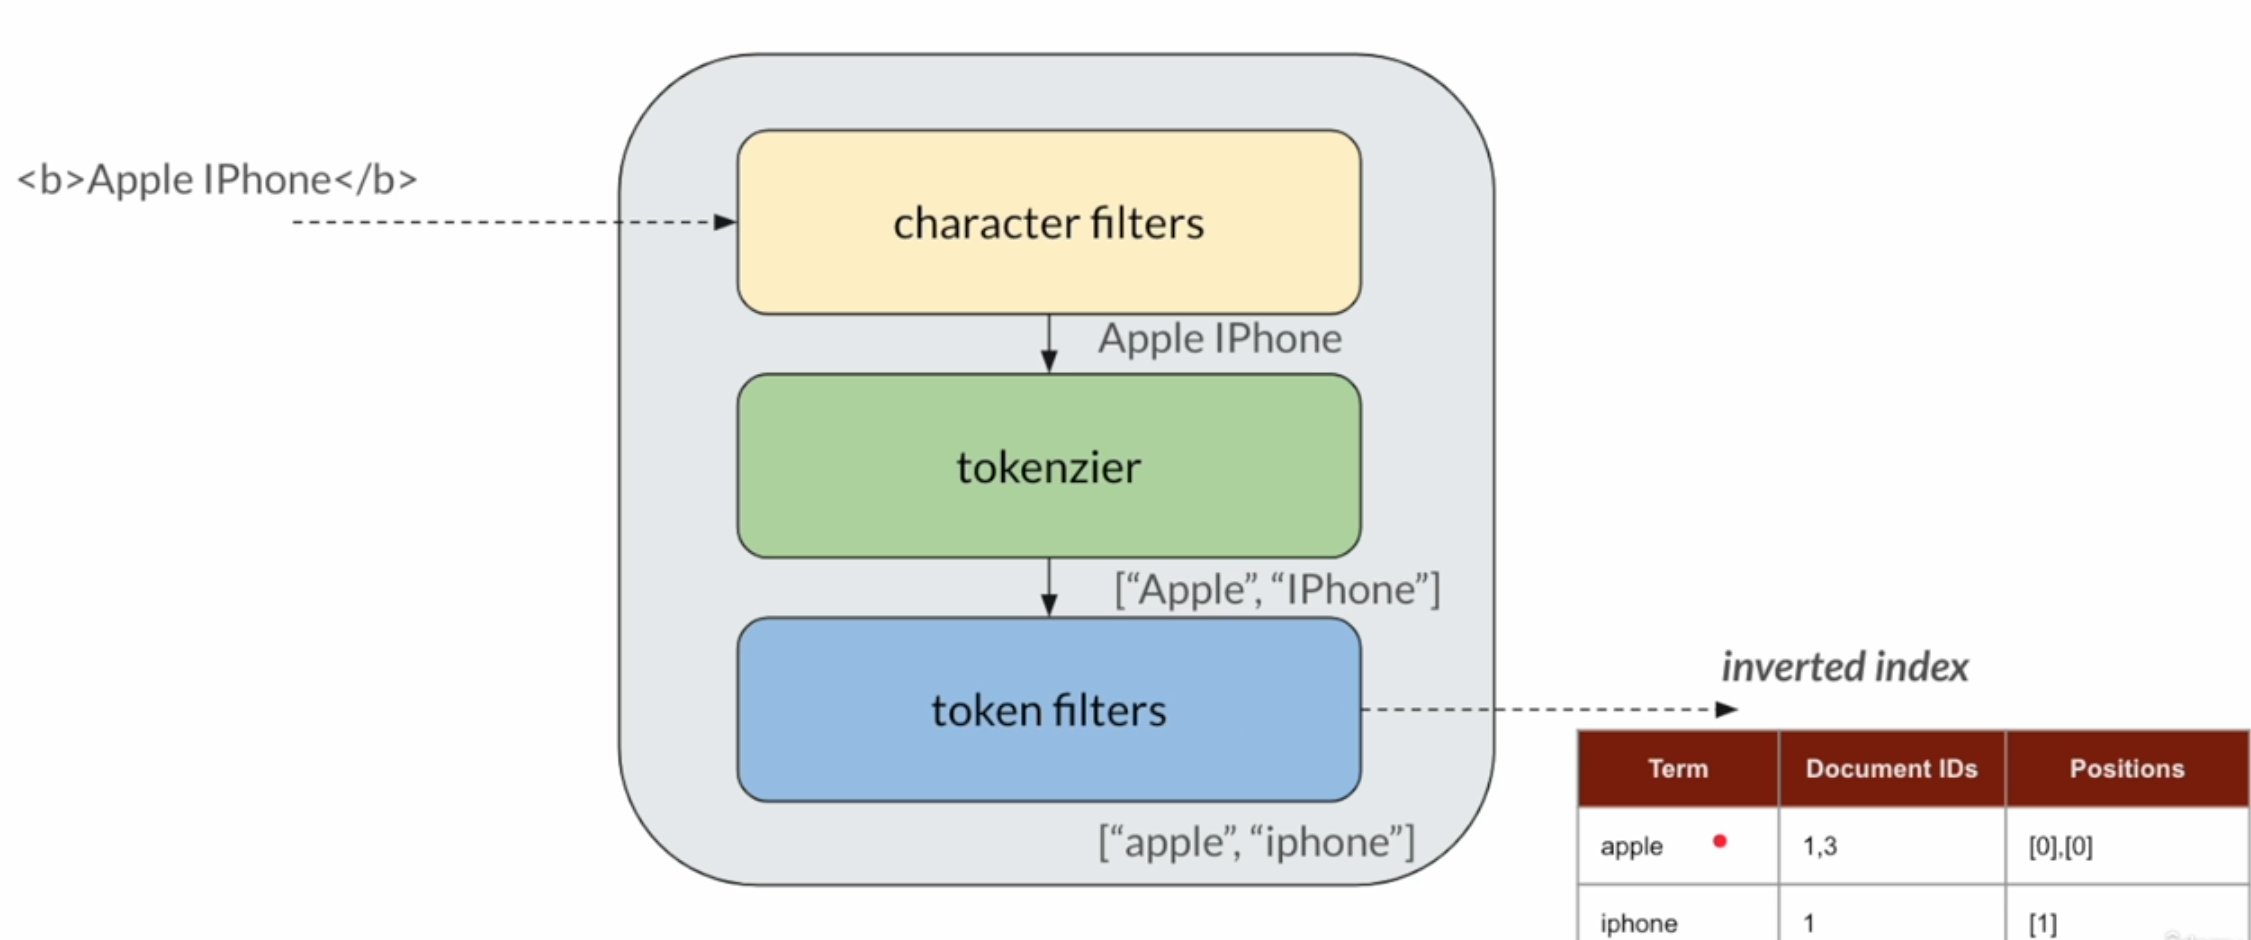 <b>Apple IPhone</b>
character filters
Apple IPhone
tokenzier
[“Apple”, “IPhone”]
token filters
[“apple”, “iphone”]
inverted index
Term Document IDs Positions
apple 1,3 [0],[0]
iphone 1 [1]